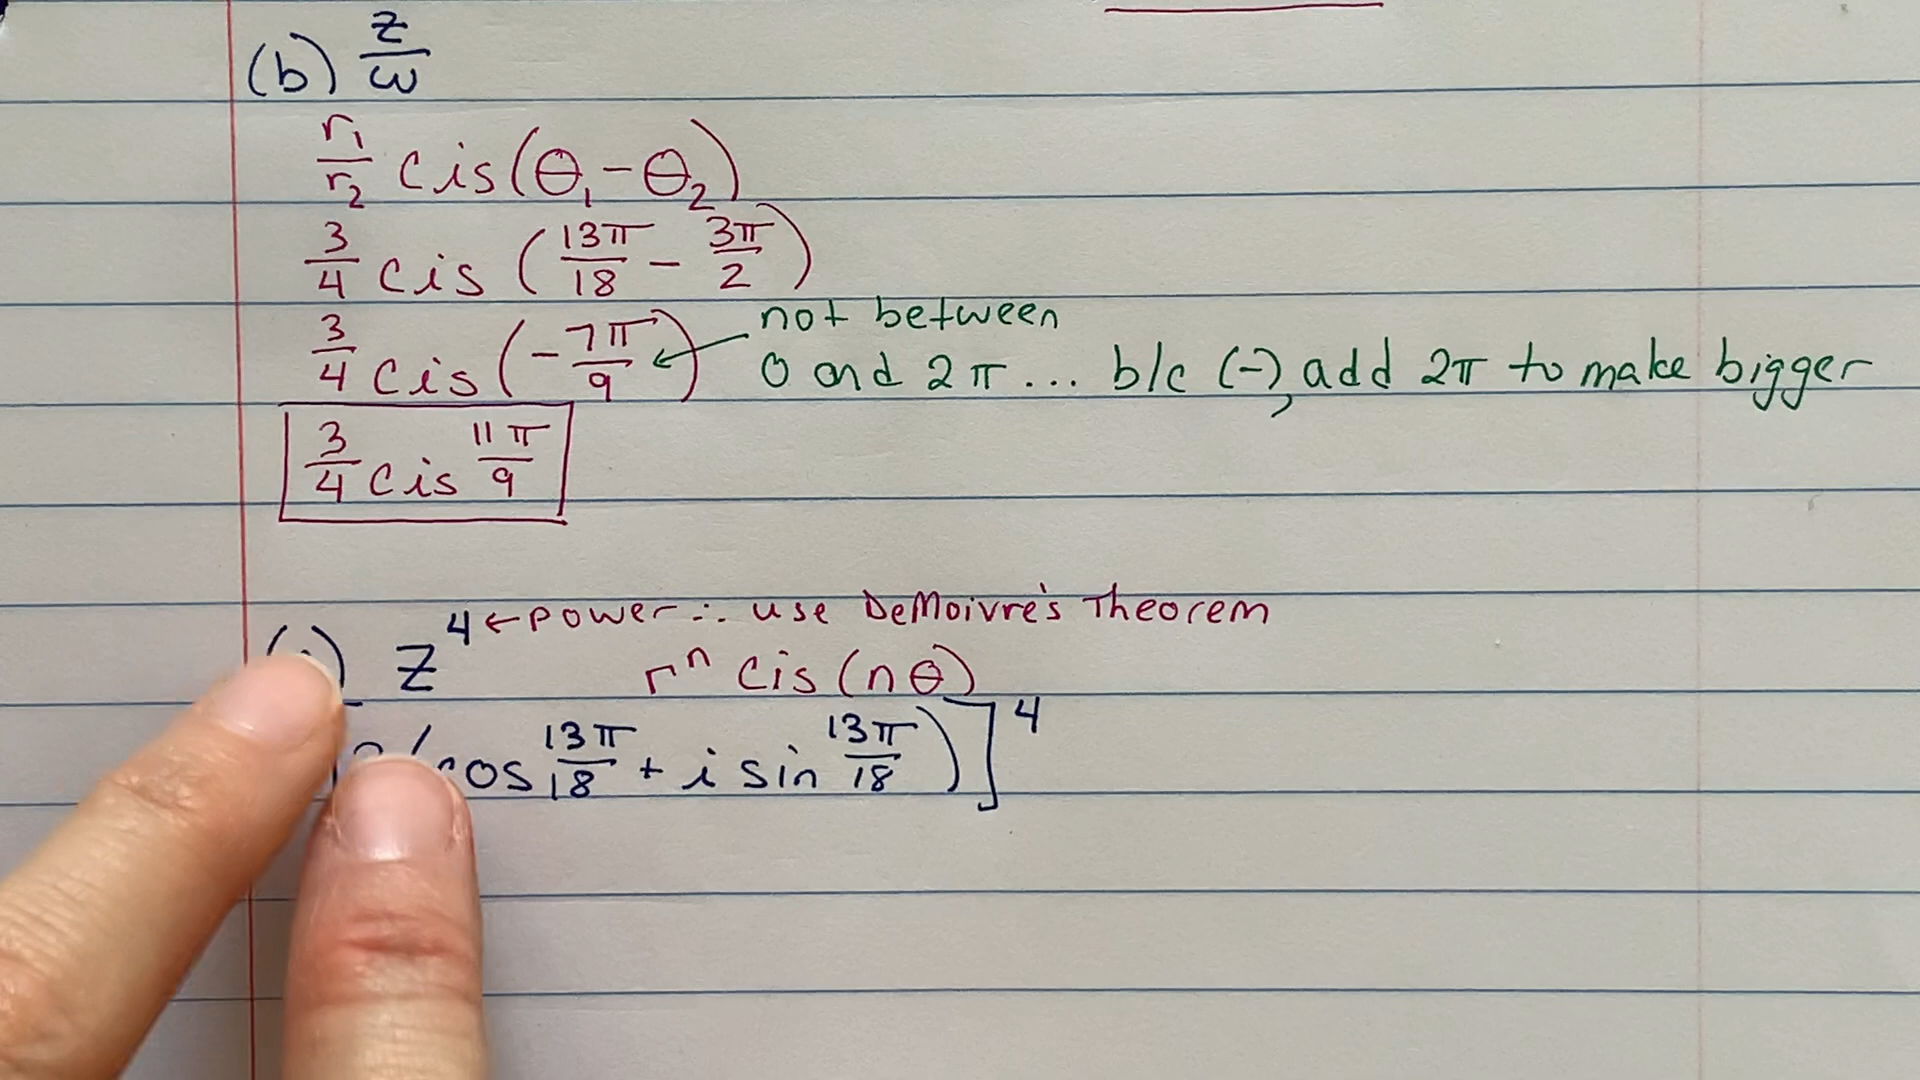 (b) z/ω
r₁/r₂ cis(θ₁-θ₂)
3/4 cis (13π/18 - 3π/2)
3/4 cis (-7π/9) ← not between
0 and 2π... b/c (-), add 2π to make bigger
3/4 cis 11π/9
( ) z⁴ ← power ∴ use DeMoivre's Theorem
rⁿ cis (nθ)
(cos 13π/18 + i sin 13π/18)]⁴